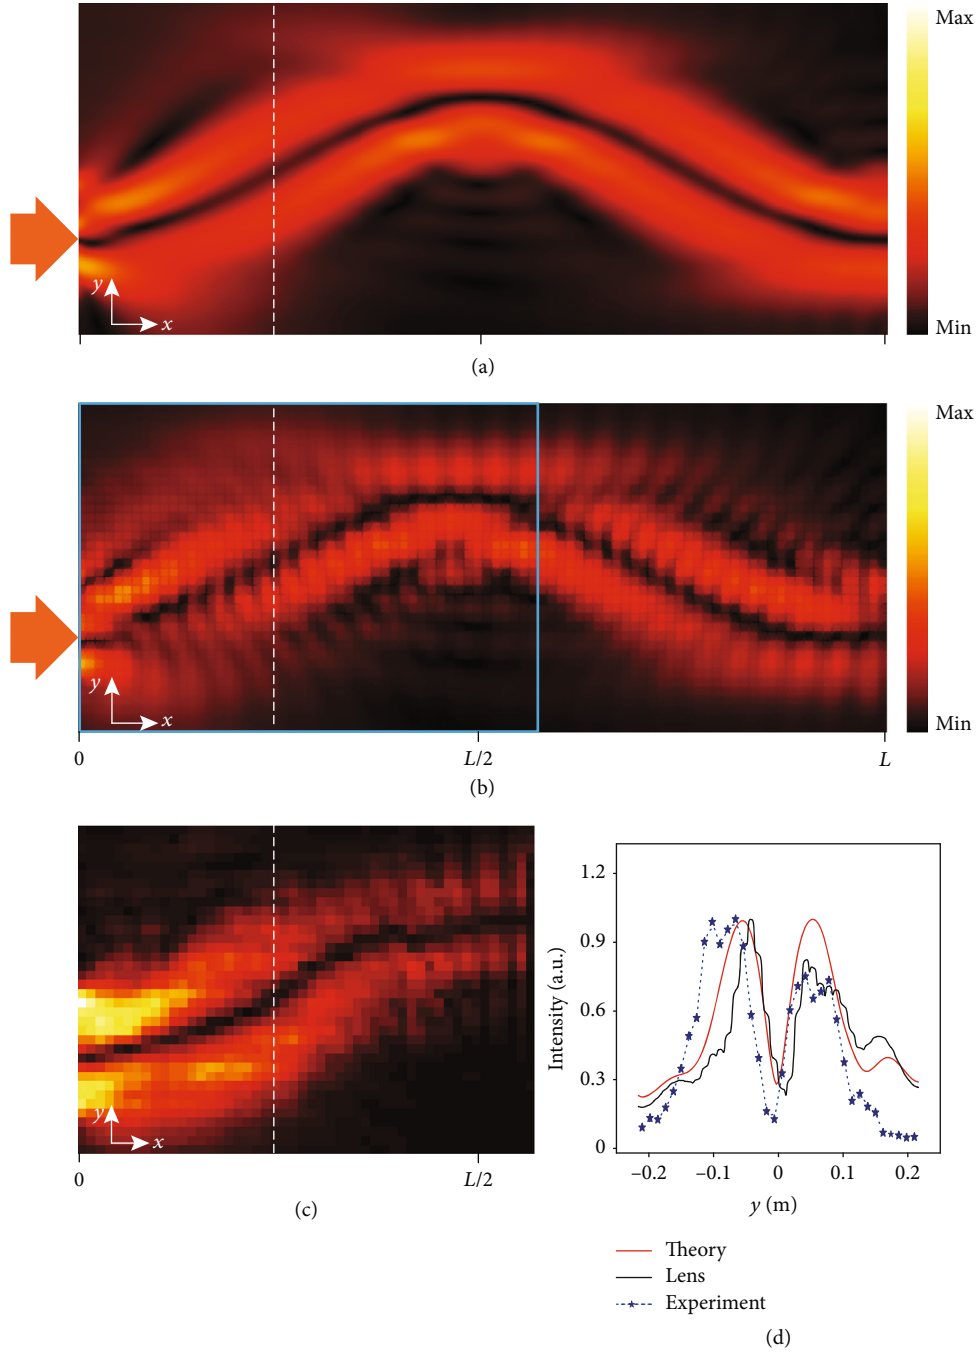 Max
y
x
Min
(a)
Max
y
x
Min
0
L/2
L
(b)
y
x
0
L/2
(c)
1.2
0.9
0.6
0.3
0
Intensity (a.u.)
–0.2
–0.1
0
0.1
0.2
y (m)
Theory
Lens
Experiment
(d)